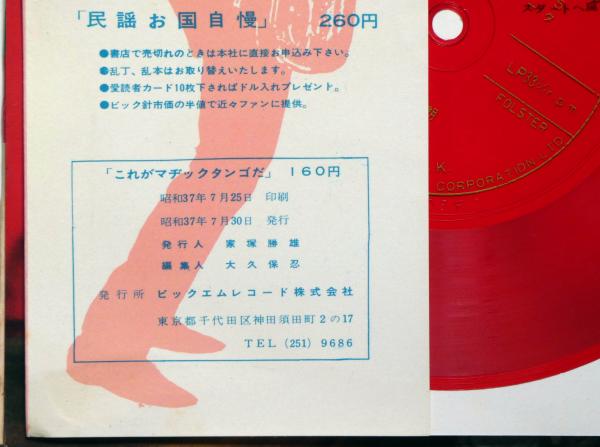 「民謡お国自慢」 260円
●書店で売切れのときは本社に直接お申込み下さい。
●乱丁、乱本はお取り替えいたします。
●愛読者カード10枚下さればドル入れプレゼント。
●ビック針市価の半値で近々ファンに提供。
「これがマヂックタンゴだ」 160円
昭和37年7月25日 印刷
昭和37年7月30日 発行
発行人 家塚勝雄
編集人 大久保忍
発行所 ビックエムレコード株式会社
東京都千代田区神田須田町2の17
TEL (251) 9686
FOLSTER
K
CORPORATION LTD